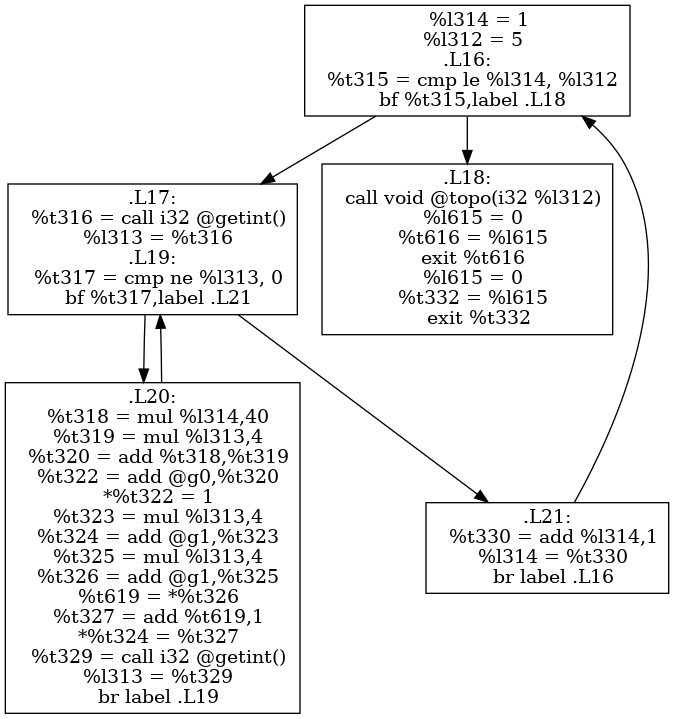 %l314 = 1
%l312 = 5
.L16:
%t315 = cmp le %l314, %l312
bf %t315,label .L18
.L17:
%t316 = call i32 @getint()
%l313 = %t316
.L19:
%t317 = cmp ne %l313, 0
bf %t317,label .L21
.L18:
call void @topo(i32 %l312)
%l615 = 0
%t616 = %l615
exit %t616
%l615 = 0
%t332 = %l615
exit %t332
.L20:
%t318 = mul %l314,40
%t319 = mul %l313,4
%t320 = add %t318,%t319
%t322 = add @g0,%t320
*%t322 = 1
%t323 = mul %l313,4
%t324 = add @g1,%t323
%t325 = mul %l313,4
%t326 = add @g1,%t325
%t619 = *%t326
%t327 = add %t619,1
*%t324 = %t327
%t329 = call i32 @getint()
%l313 = %t329
br label .L19
.L21:
%t330 = add %l314,1
%l314 = %t330
br label .L16